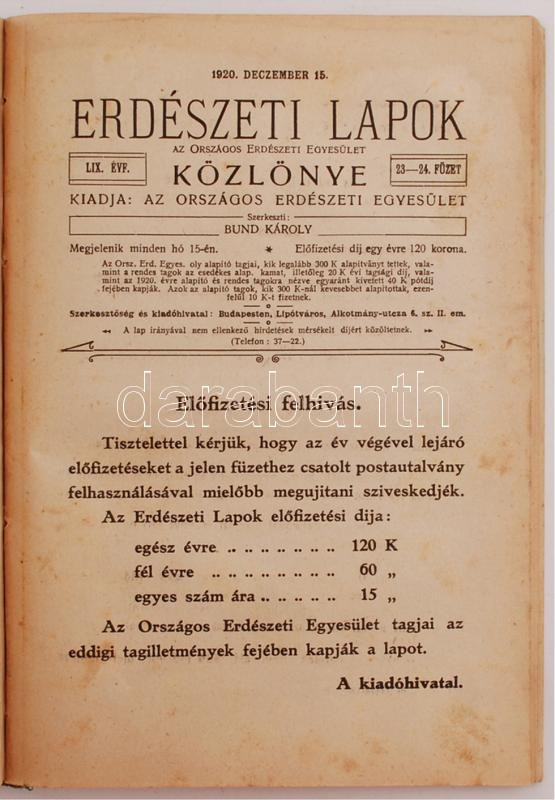 1920. DECZEMBER 15.
ERDÉSZETI LAPOK
AZ ORSZÁGOS ERDÉSZETI EGYESÜLET
LIX. ÉVF.
KÖZLÖNYE
23—24. FÜZET
KIADJA: AZ ORSZÁGOS ERDÉSZETI EGYESÜLET
Szerkeszti:
BUND KÁROLY
Megjelenik minden hó 15-én. * Előfizetési díj egy évre 120 korona.
Az Orsz. Erd. Egyes. oly alapító tagjai, kik legalább 300 K alapítványt tettek, vala-
mint a rendes tagok az esedékes alap. kamat, illetőleg 20 K évi tagsági díj, vala-
mint az 1920. évre alapító és rendes tagokra nézve egyaránt kivetett 40 K pótdíj
fejében kapják. Azok az alapító tagok, kik 300 K-nál kevesebbet alapítottak, ezen-
felül 10 K-t fizetnek.
Szerkesztőség és kiadóhivatal: Budapesten, Lipótváros, Alkotmány-utcza 6. sz. II. em.
A lap irányával nem ellenkező hirdetések mérsékelt díjért közöltetnek.
(Telefon: 37—22.)
darabanth
Előfizetési felhivás.
Tisztelettel kérjük, hogy az év végével lejáró
előfizetéseket a jelen füzethez csatolt postautalvány
felhasználásával mielőbb megujitani sziveskedjék.
Az Erdészeti Lapok előfizetési dija:
egész évre .. .. .. .. .. .. .. 120 K
fél évre .. .. .. .. .. .. .. 60 „
egyes szám ára .. .. .. .. .. 15 „
Az Országos Erdészeti Egyesület tagjai az
eddigi tagilletmények fejében kapják a lapot.
A kiadóhivatal.